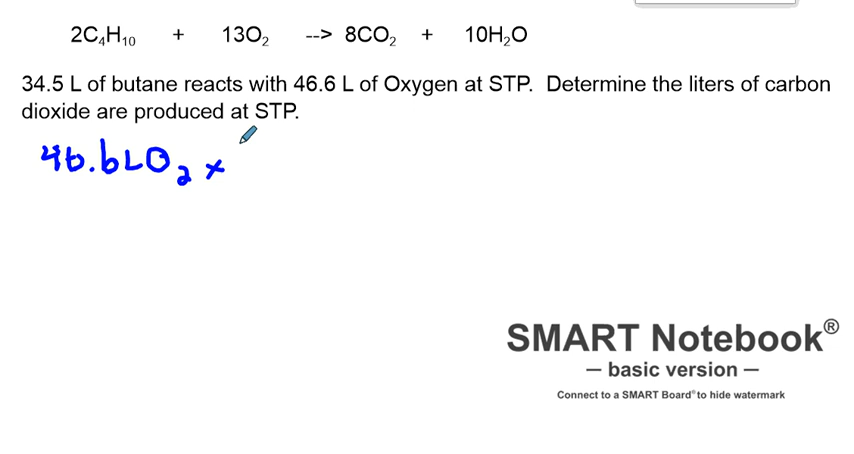 2C₄H₁₀ + 13O₂ --> 8CO₂ + 10H₂O
34.5 L of butane reacts with 46.6 L of Oxygen at STP. Determine the liters of carbon
dioxide are produced at STP.
46.6LO₂ x
SMART Notebook®
— basic version —
Connect to a SMART Board® to hide watermark